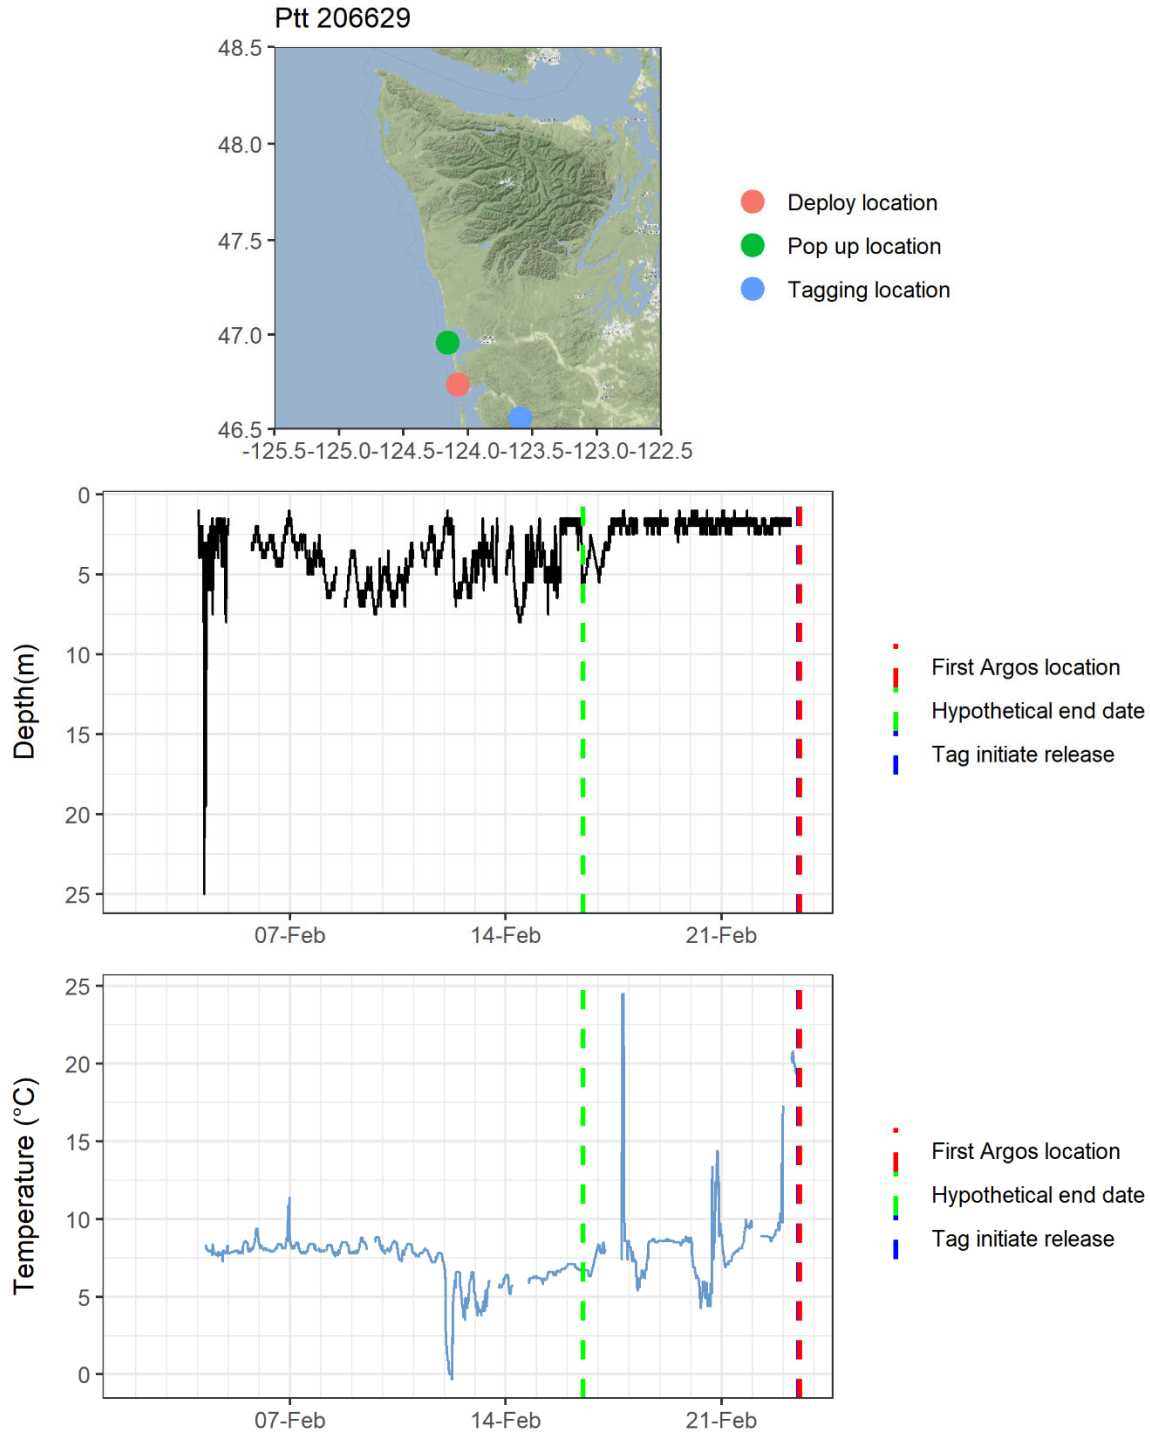 Ptt 206629
48.5
48.0
47.5
47.0
46.5
-125.5-125.0-124.5-124.0-123.5-123.0-122.5
Deploy location
Pop up location
Tagging location
Depth(m)
0
5
10
15
20
25
07-Feb 14-Feb 21-Feb
First Argos location
Hypothetical end date
Tag initiate release
Temperature (°C)
25
20
15
10
5
0
07-Feb 14-Feb 21-Feb
First Argos location
Hypothetical end date
Tag initiate release